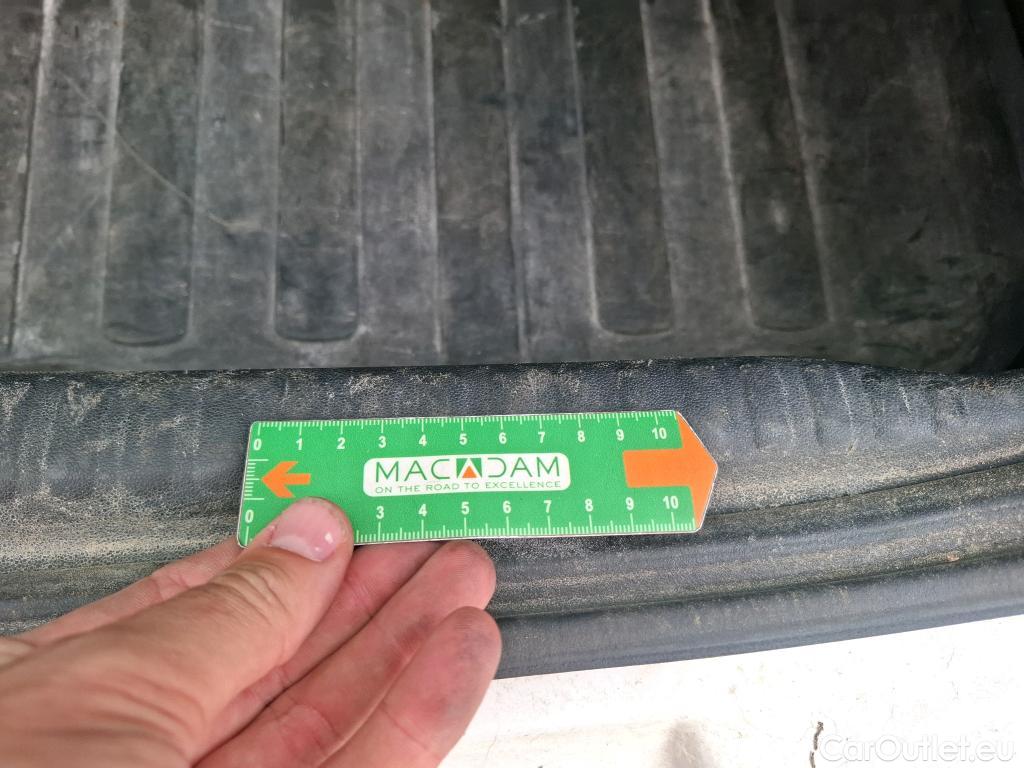 0 1 2 3 4 5 6 7 8 9 10
MACADAM
ON THE ROAD TO EXCELLENCE
0 3 4 5 6 7 8 9 10
CarOutlet.eu